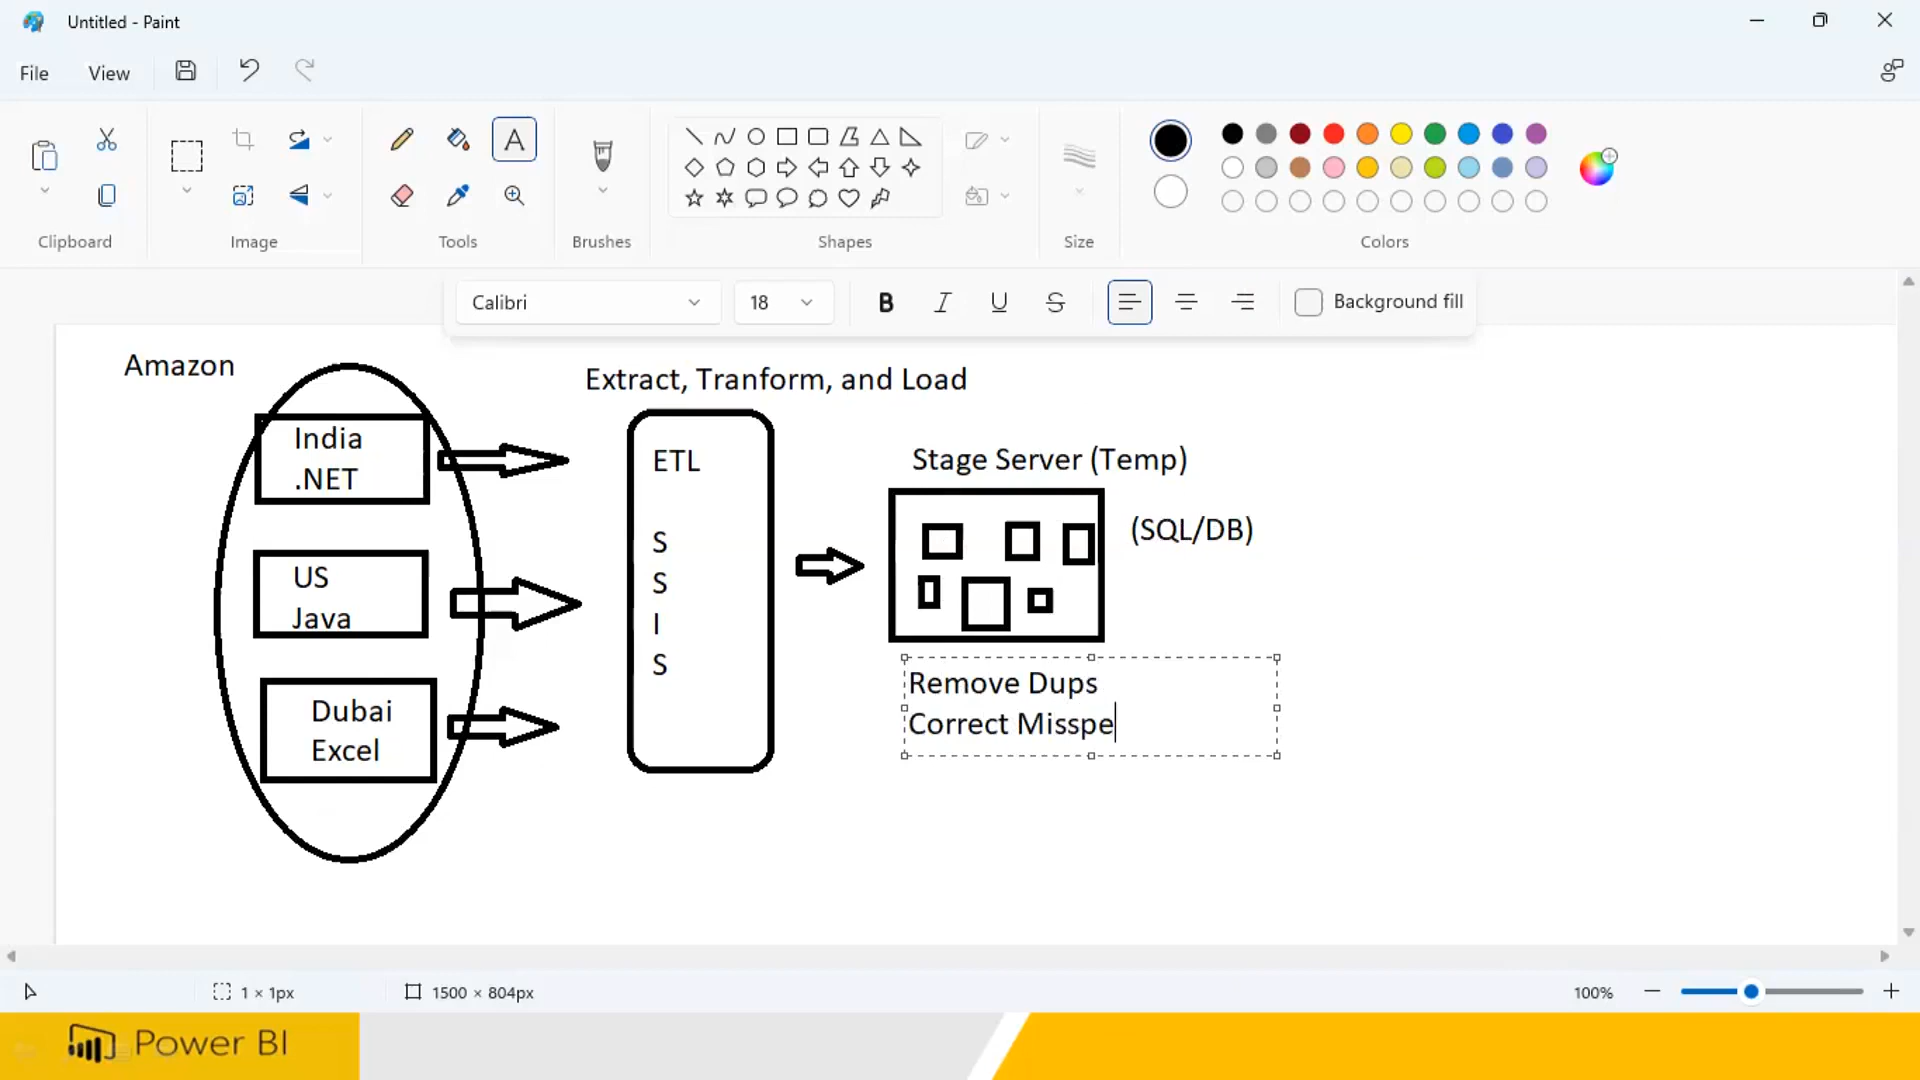 Untitled - Paint
File View
Clipboard
Image
Tools
Brushes
Shapes
Size
Colors
Calibri
18
B I U S
Background fill
Amazon
India
.NET
US
Java
Dubai
Excel
Extract, Tranform, and Load
ETL
S
S
I
S
Stage Server (Temp)
(SQL/DB)
Remove Dups
Correct Misspe
1 × 1px
1500 × 804px
100%
Power BI